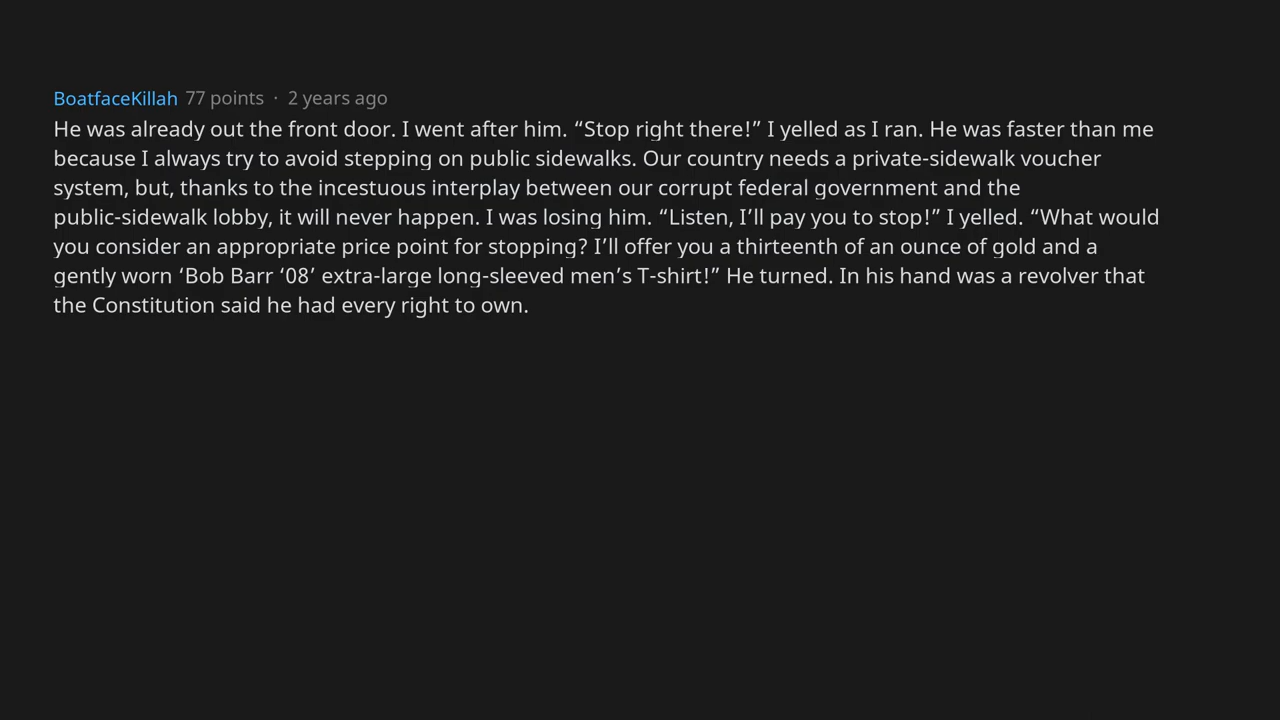 BoatfaceKillah 77 points · 2 years ago
He was already out the front door. I went after him. “Stop right there!” I yelled as I ran. He was faster than me
because I always try to avoid stepping on public sidewalks. Our country needs a private-sidewalk voucher
system, but, thanks to the incestuous interplay between our corrupt federal government and the
public-sidewalk lobby, it will never happen. I was losing him. “Listen, I’ll pay you to stop!” I yelled. “What would
you consider an appropriate price point for stopping? I’ll offer you a thirteenth of an ounce of gold and a
gently worn ‘Bob Barr ‘08’ extra-large long-sleeved men’s T-shirt!” He turned. In his hand was a revolver that
the Constitution said he had every right to own.